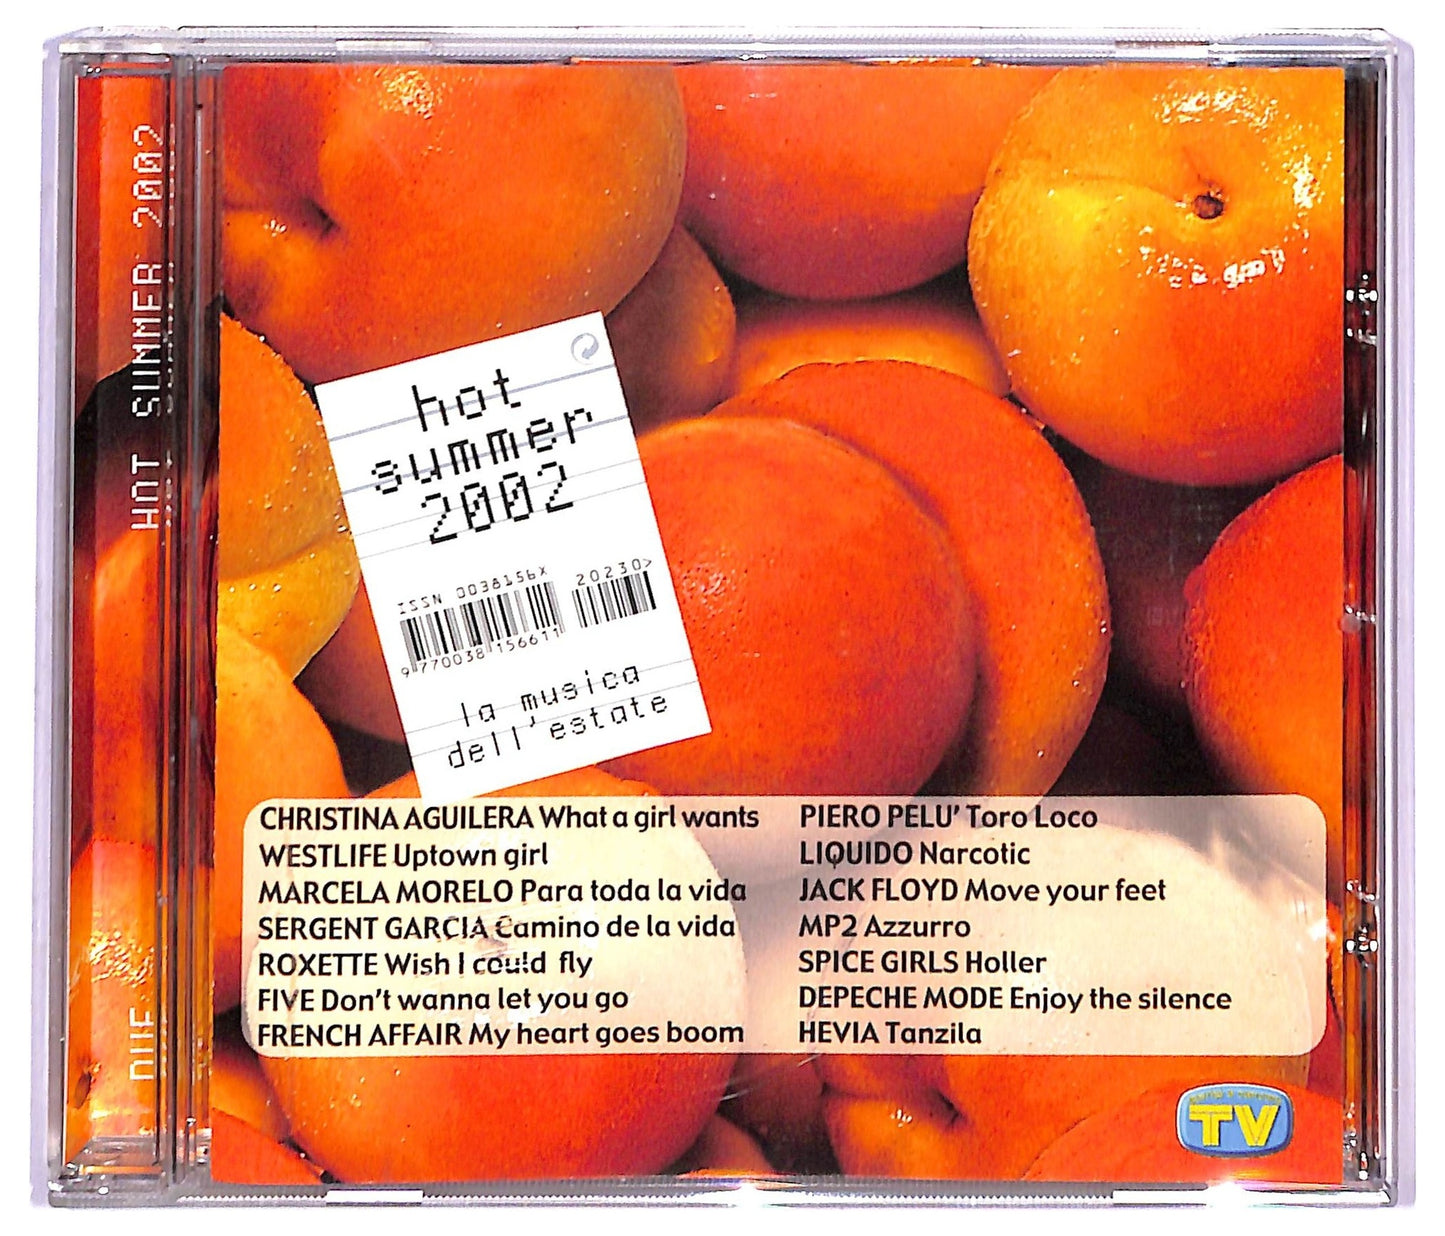 HOT SUMMER 2002
DUE
hot
summer
2002
ISSN 0038156X
20230>
9 770038 156611
la musica
dell'estate
CHRISTINA AGUILERA What a girl wants
WESTLIFE Uptown girl
MARCELA MORELO Para toda la vida
SERGENT GARCIA Camino de la vida
ROXETTE Wish I could fly
FIVE Don't wanna let you go
FRENCH AFFAIR My heart goes boom
PIERO PELU' Toro Loco
LIQUIDO Narcotic
JACK FLOYD Move your feet
MP2 Azzurro
SPICE GIRLS Holler
DEPECHE MODE Enjoy the silence
HEVIA Tanzila
TV